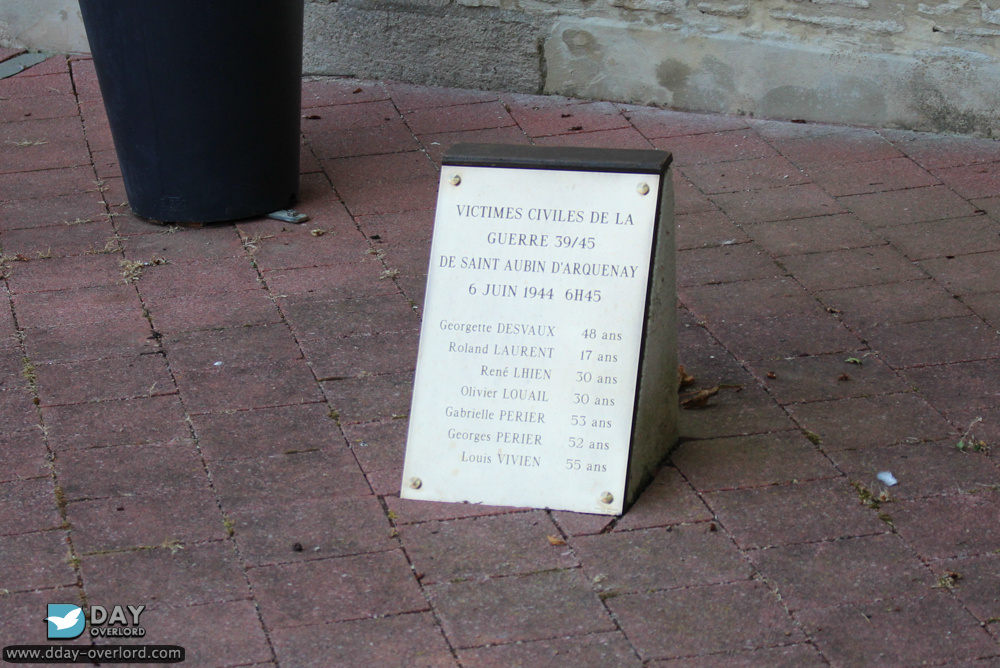 VICTIMES CIVILES DE LA
GUERRE 39/45
DE SAINT AUBIN D'ARQUENAY
6 JUIN 1944 6H45
Georgette DESVAUX 48 ans
Roland LAURENT 17 ans
René LHIEN 30 ans
Olivier LOUAIL 30 ans
Gabrielle PERIER 53 ans
Georges PERIER 52 ans
Louis VIVIEN 55 ans
DAY
OVERLORD
www.dday-overlord.com